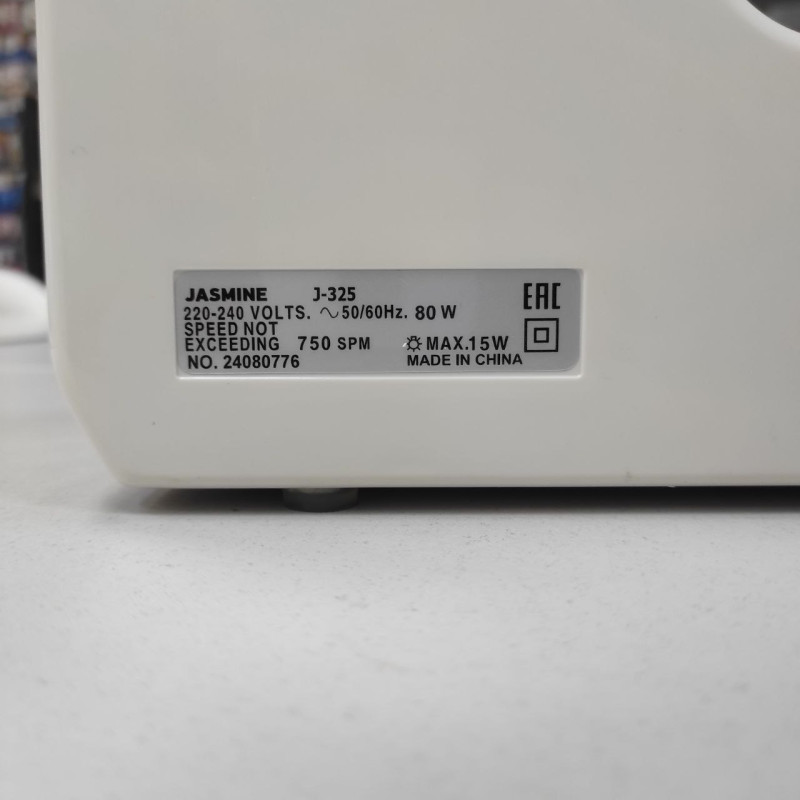 JASMINE J-325 EAC
220-240 VOLTS. ~50/60Hz. 80 W
SPEED NOT
EXCEEDING 750 SPM MAX.15W
NO. 24080776 MADE IN CHINA